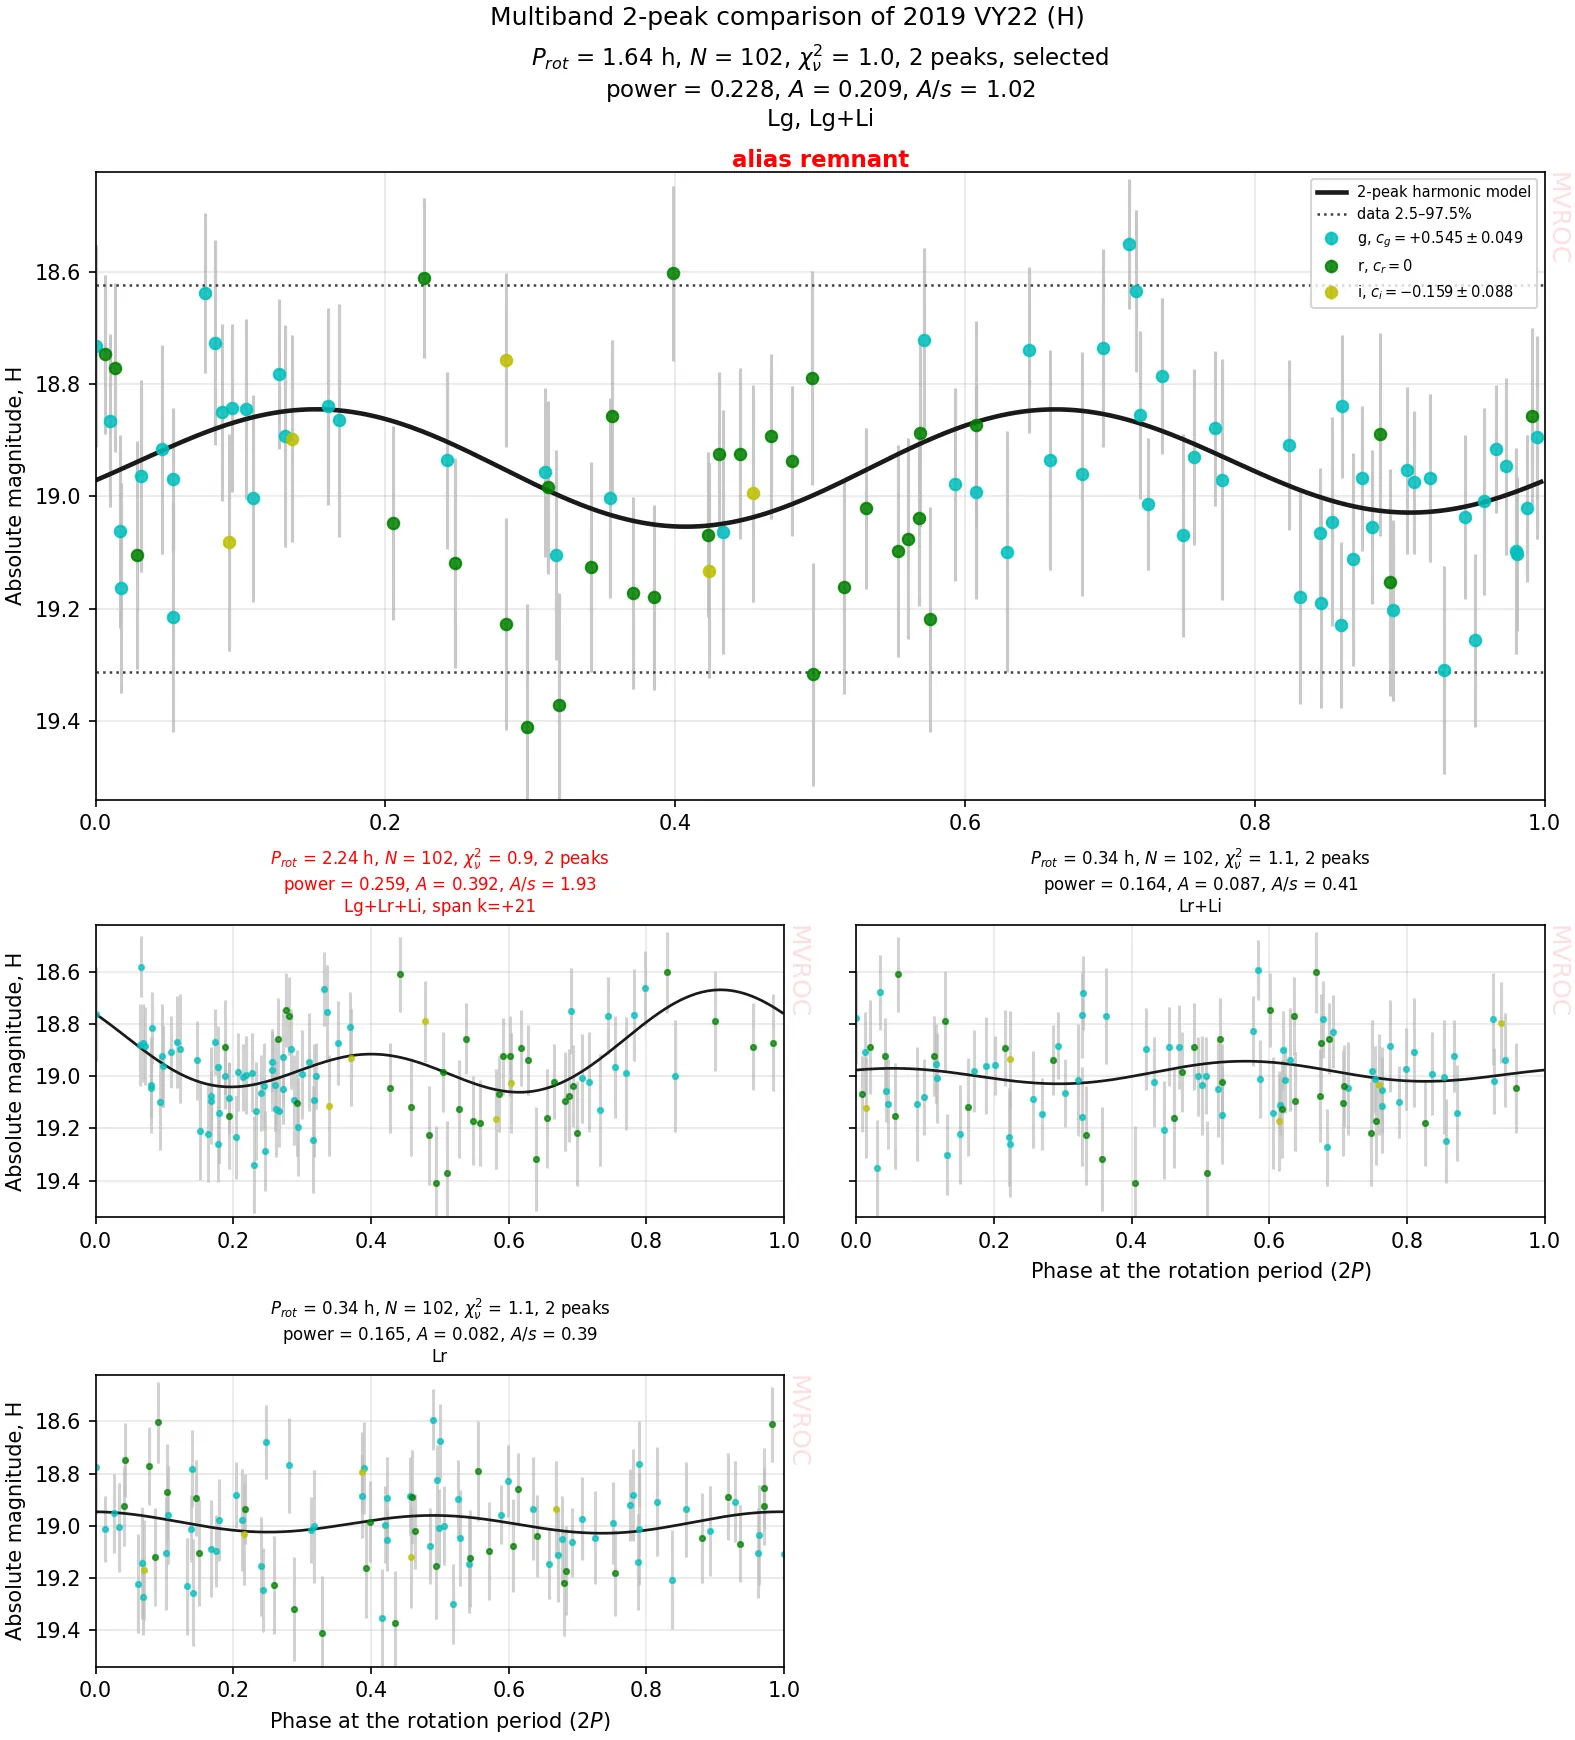 Multiband 2-peak comparison of 2019 VY22 (H)
P_rot = 1.64 h, N = 102, χ²_ν = 1.0, 2 peaks, selected
power = 0.228, A = 0.209, A/s = 1.02
Lg, Lg+Li
alias remnant
2-peak harmonic model
data 2.5–97.5%
g, c_g = +0.545 ± 0.049
r, c_r = 0
i, c_i = −0.159 ± 0.088
MVROC
Absolute magnitude, H
18.6
18.8
19.0
19.2
19.4
0.0 0.2 0.4 0.6 0.8 1.0
P_rot = 2.24 h, N = 102, χ²_ν = 0.9, 2 peaks
power = 0.259, A = 0.392, A/s = 1.93
Lg+Lr+Li, span k=+21
MVROC
Absolute magnitude, H
18.6
18.8
19.0
19.2
19.4
0.0 0.2 0.4 0.6 0.8 1.0
P_rot = 0.34 h, N = 102, χ²_ν = 1.1, 2 peaks
power = 0.164, A = 0.087, A/s = 0.41
Lr+Li
MVROC
0.0 0.2 0.4 0.6 0.8 1.0
Phase at the rotation period (2P)
P_rot = 0.34 h, N = 102, χ²_ν = 1.1, 2 peaks
power = 0.165, A = 0.082, A/s = 0.39
Lr
MVROC
Absolute magnitude, H
18.6
18.8
19.0
19.2
19.4
0.0 0.2 0.4 0.6 0.8 1.0
Phase at the rotation period (2P)